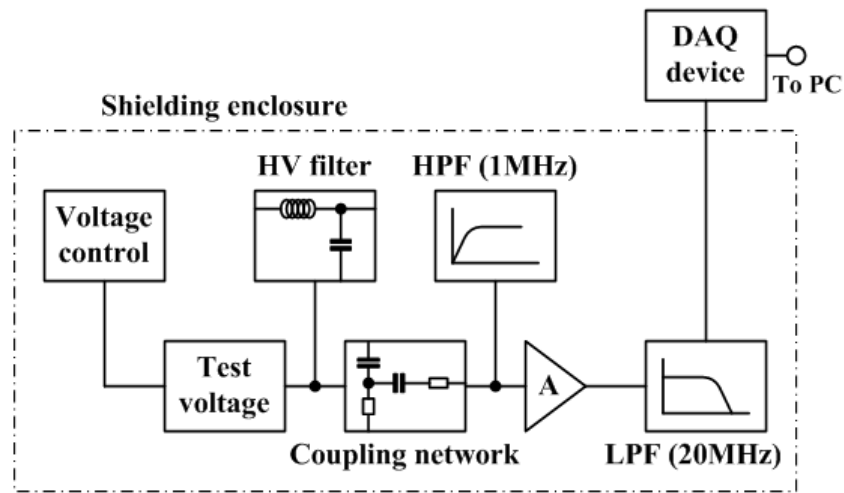 DAQ
device
To PC
Shielding enclosure
HV filter
HPF (1MHz)
Voltage
control
Test
voltage
A
Coupling network
LPF (20MHz)